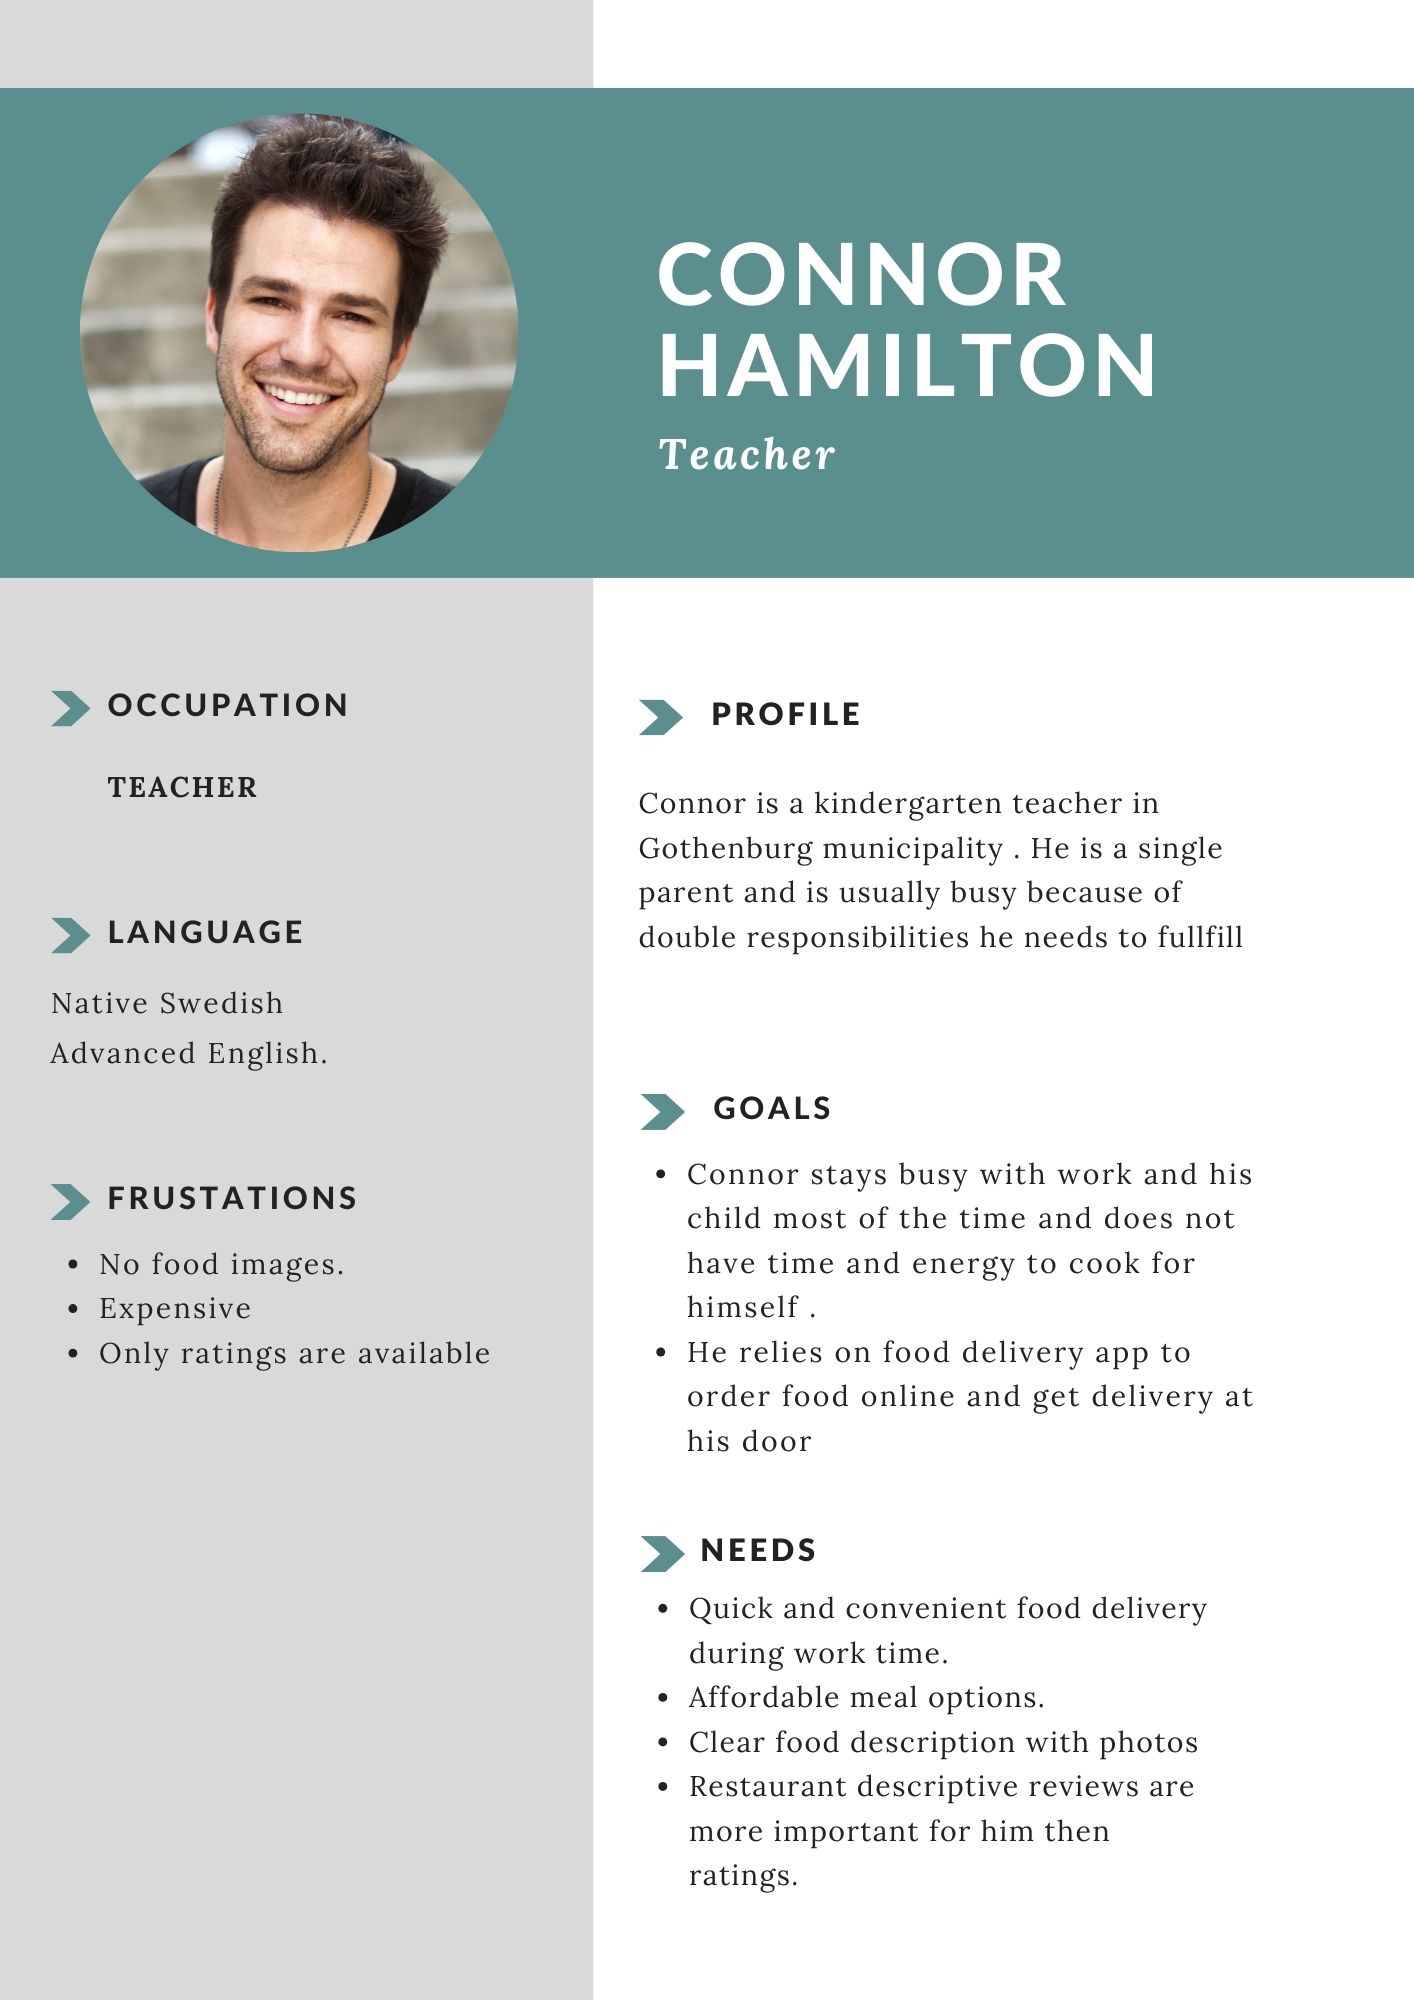 CONNOR
HAMILTON
Teacher
OCCUPATION
TEACHER
LANGUAGE
Native Swedish
Advanced English.
FRUSTATIONS
• No food images.
• Expensive
• Only ratings are available
PROFILE
Connor is a kindergarten teacher in
Gothenburg municipality . He is a single
parent and is usually busy because of
double responsibilities he needs to fullfill
GOALS
• Connor stays busy with work and his
child most of the time and does not
have time and energy to cook for
himself .
• He relies on food delivery app to
order food online and get delivery at
his door
NEEDS
• Quick and convenient food delivery
during work time.
• Affordable meal options.
• Clear food description with photos
• Restaurant descriptive reviews are
more important for him then
ratings.